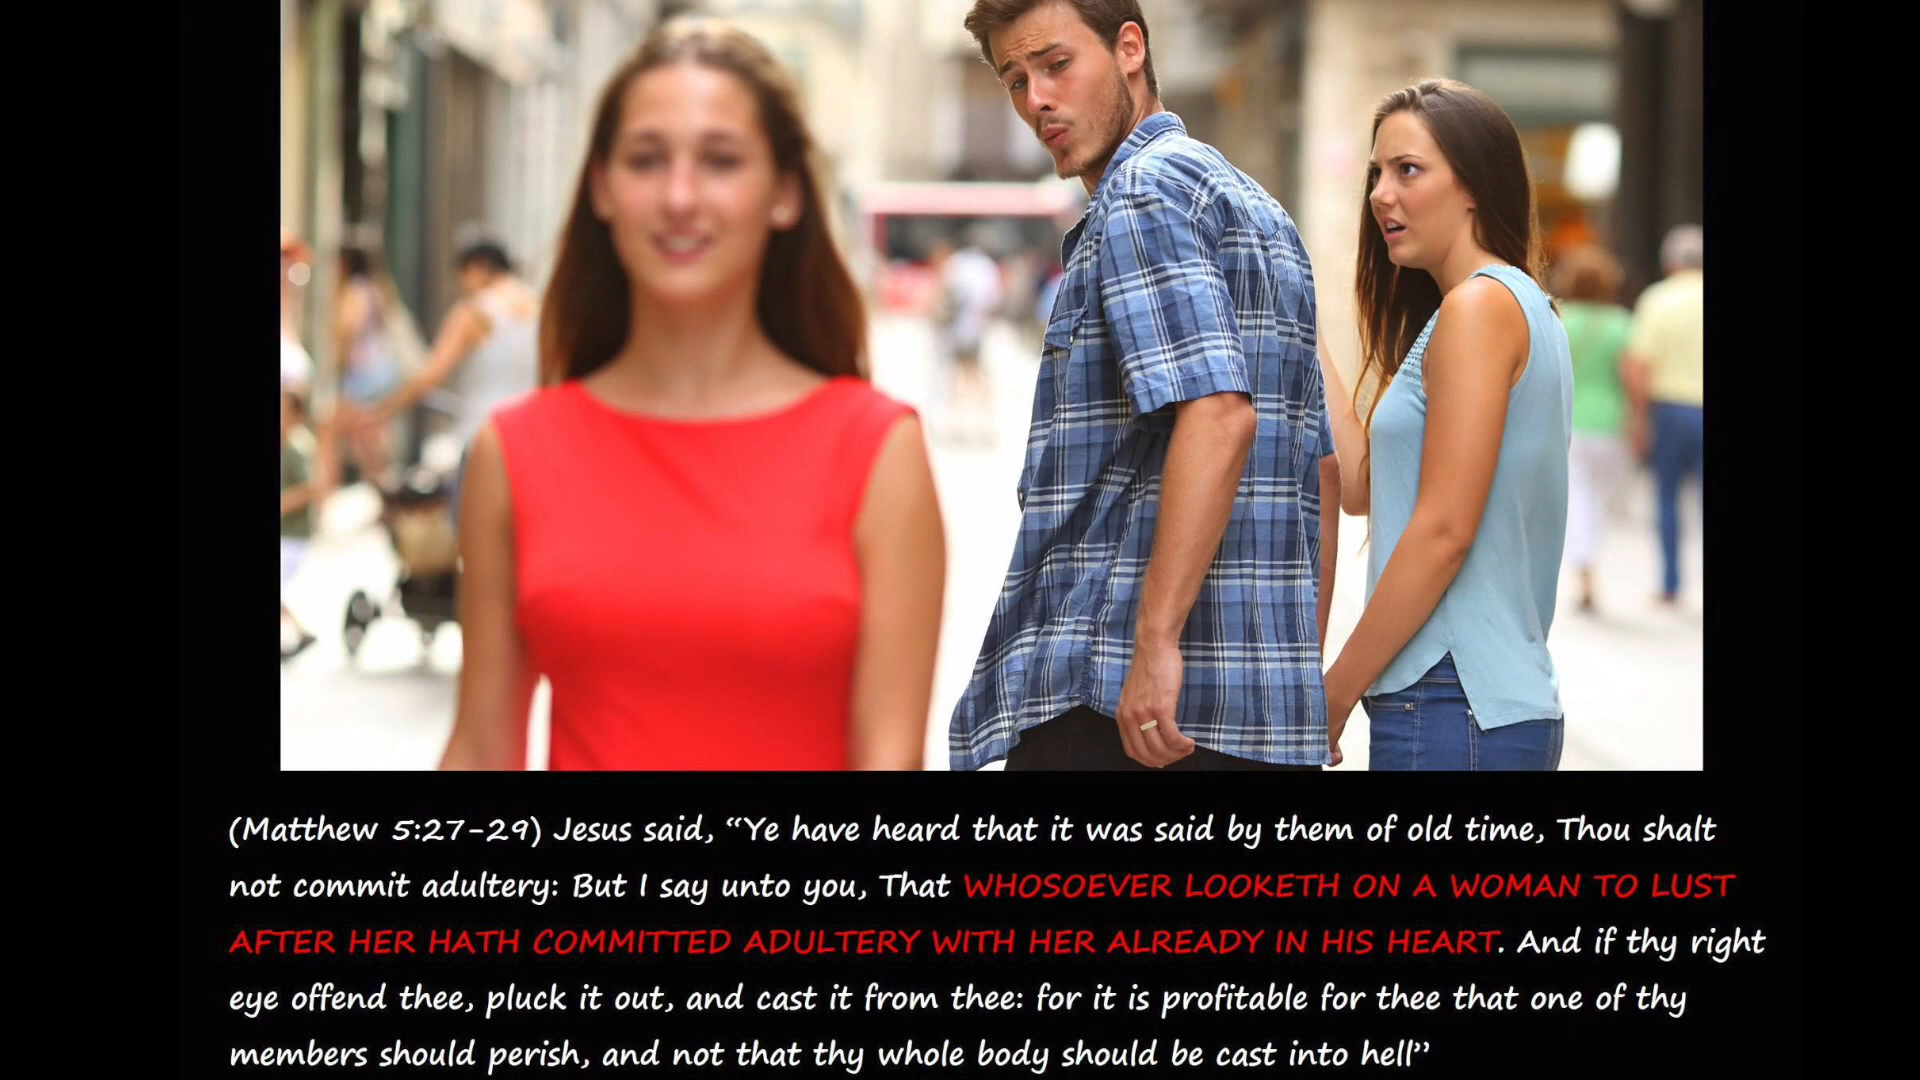 (Matthew 5:27-29) Jesus said, “Ye have heard that it was said by them of old time, Thou shalt
not commit adultery: But I say unto you, That WHOSOEVER LOOKETH ON A WOMAN TO LUST
AFTER HER HATH COMMITTED ADULTERY WITH HER ALREADY IN HIS HEART. And if thy right
eye offend thee, pluck it out, and cast it from thee: for it is profitable for thee that one of thy
members should perish, and not that thy whole body should be cast into hell”